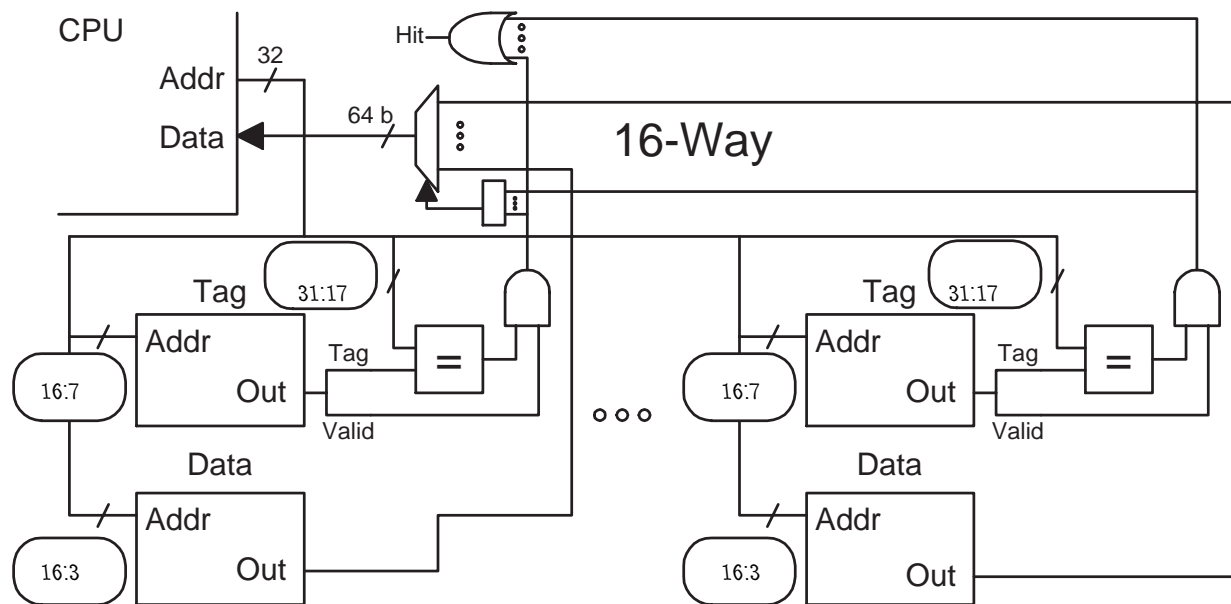 CPU
Hit
32
Addr
64 b
Data
16-Way
Tag
31:17
Tag
31:17
Addr
=
Tag
Addr
=
Tag
16:7
Out
16:7
Out
Valid
Valid
Data
Data
Addr
Addr
16:3
Out
16:3
Out